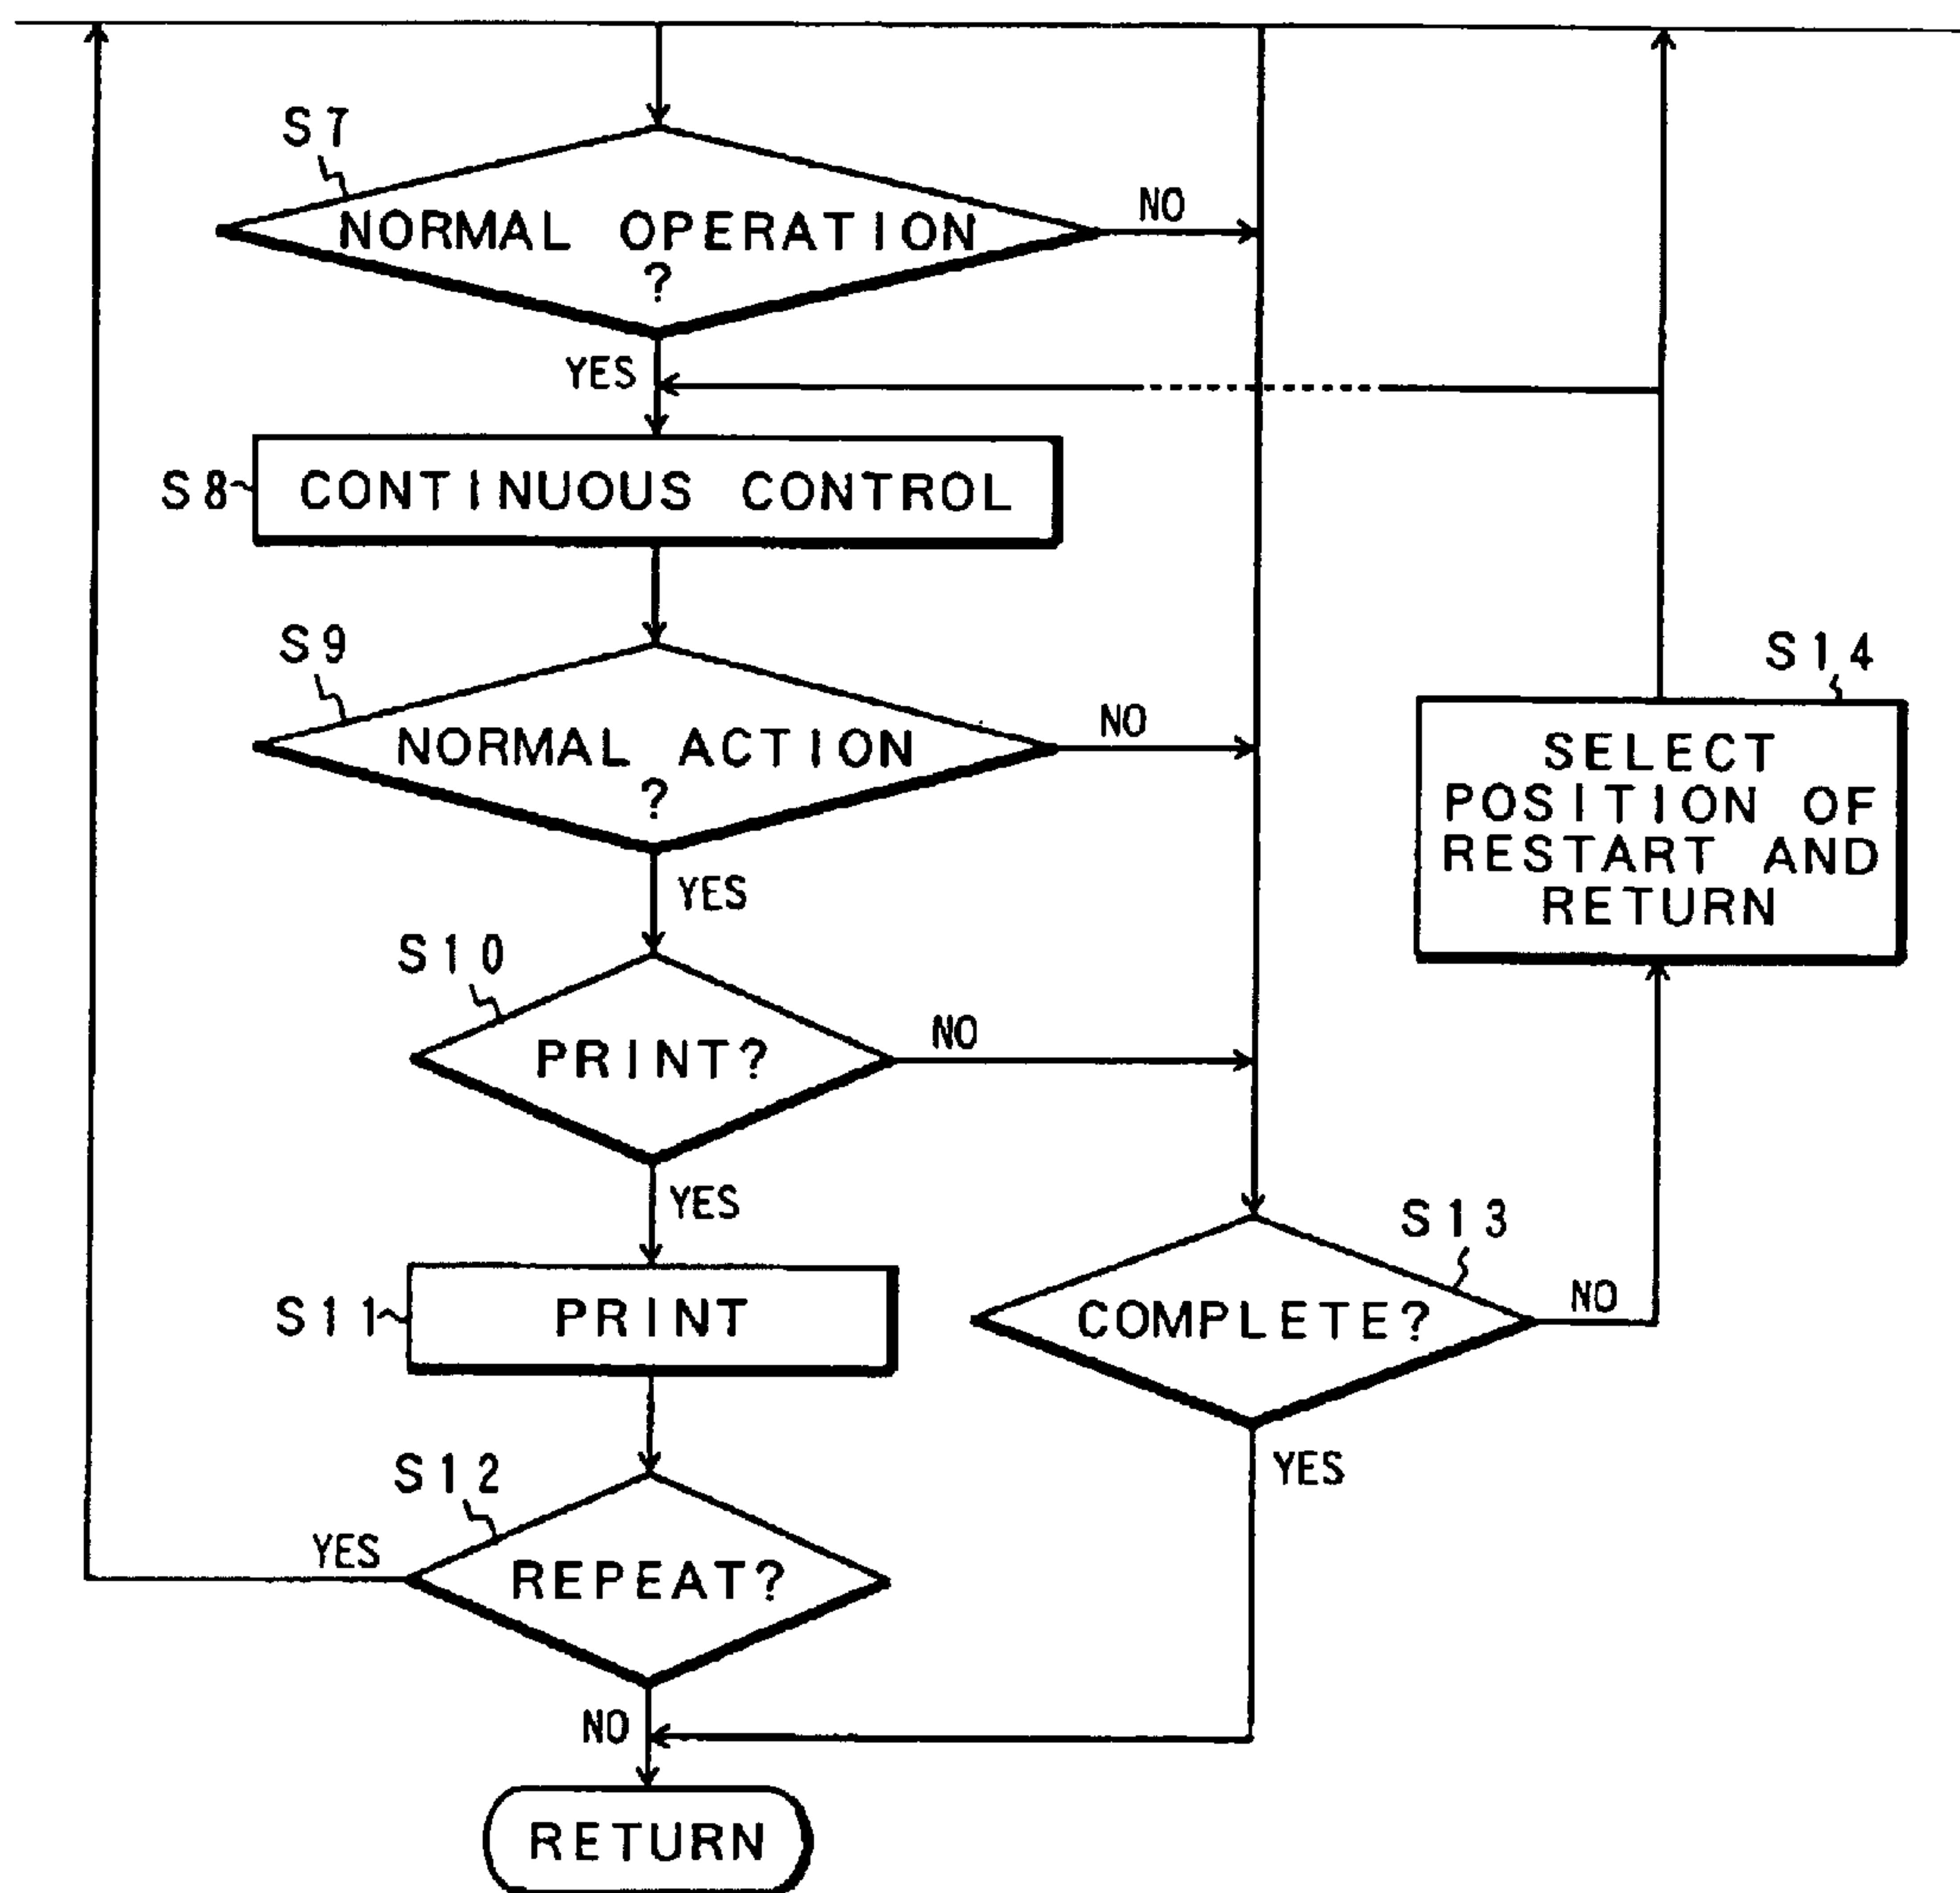 S7
NORMAL OPERATION
?
NO
YES
S8
CONTINUOUS CONTROL
S9
NORMAL ACTION
?
NO
YES
S10
PRINT?
NO
YES
S11
PRINT
S12
REPEAT?
YES
NO
RETURN
S13
COMPLETE?
NO
YES
S14
SELECT
POSITION OF
RESTART AND
RETURN